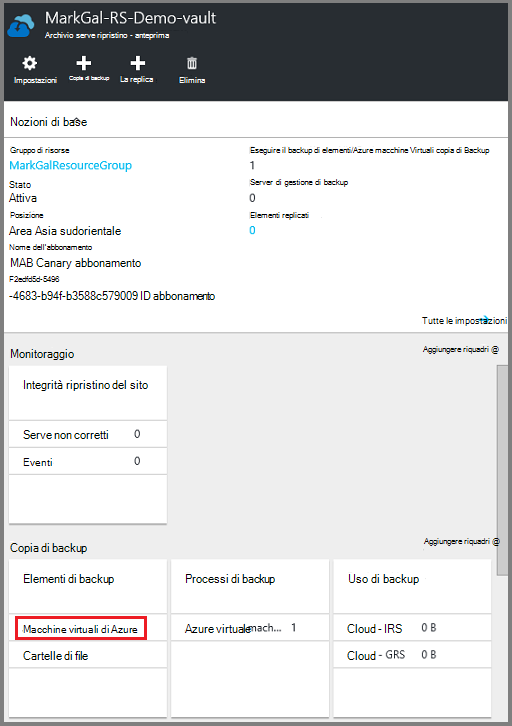 MarkGal-RS-Demo-vault
Archivio serve ripristino - anteprima
Impostazioni
Copia di backup
La replica
Elimina
Nozioni di base
Gruppo di risorse
MarkGalResourceGroup
Stato
Attiva
Posizione
Area Asia sudorientale
Nome dell'abbonamento
MAB Canary abbonamento
F2edfd5d-5496
-4683-b94f-b3588c579009 ID abbonamento
Eseguire il backup di elementi/Azure macchine Virtuali copia di Backup
1
Server di gestione di backup
0
Elementi replicati
0
Tutte le impostazioni
Monitoraggio
Aggiungere riquadri @
Integrità ripristino del sito
Serve non corretti 0
Eventi 0
Copia di backup
Aggiungere riquadri @
Elementi di backup
Macchine virtuali di Azure
Cartelle di file
Processi di backup
Azure virtuale mach... 1
Uso di backup
Cloud - IRS 0 B
Cloud - GRS 0 B